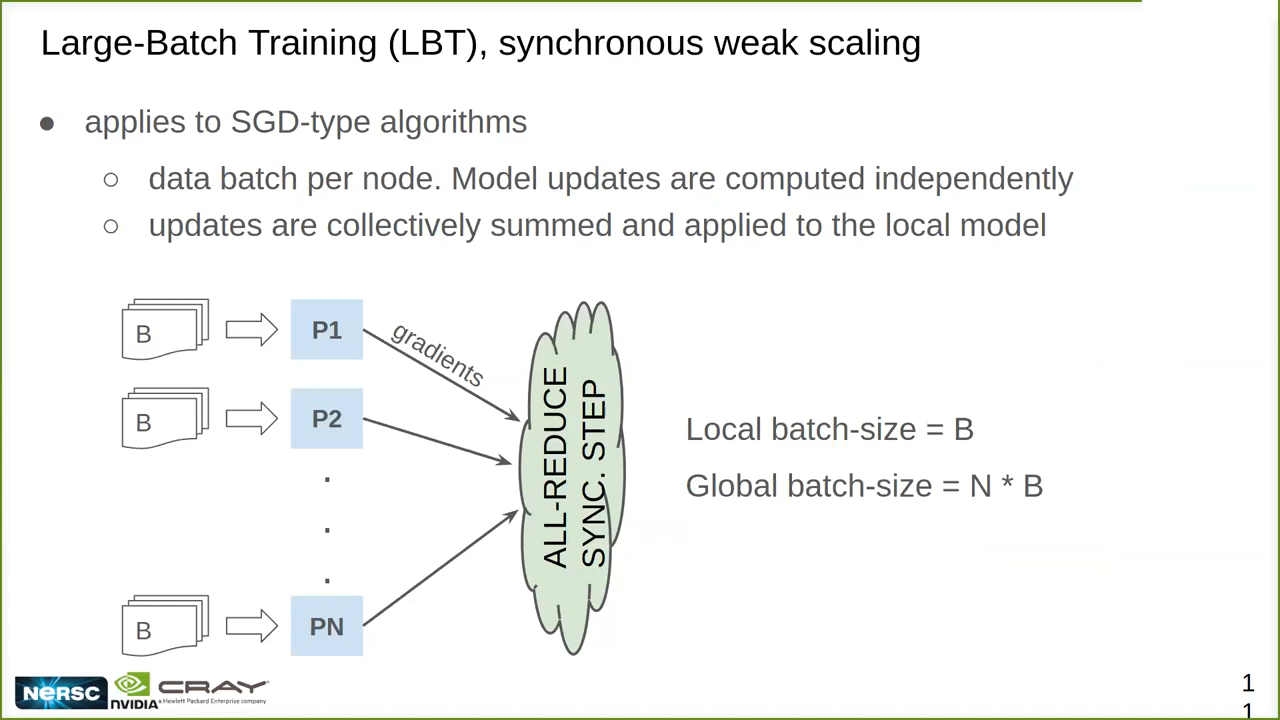 Large-Batch Training (LBT), synchronous weak scaling
● applies to SGD-type algorithms
○ data batch per node. Model updates are computed independently
○ updates are collectively summed and applied to the local model
B
P1
gradients
B
P2
.
.
.
B
PN
ALL-REDUCE
SYNC. STEP
Local batch-size = B
Global batch-size = N * B
NERSC
NVIDIA
CRAY
a Hewlett Packard Enterprise company
1
1